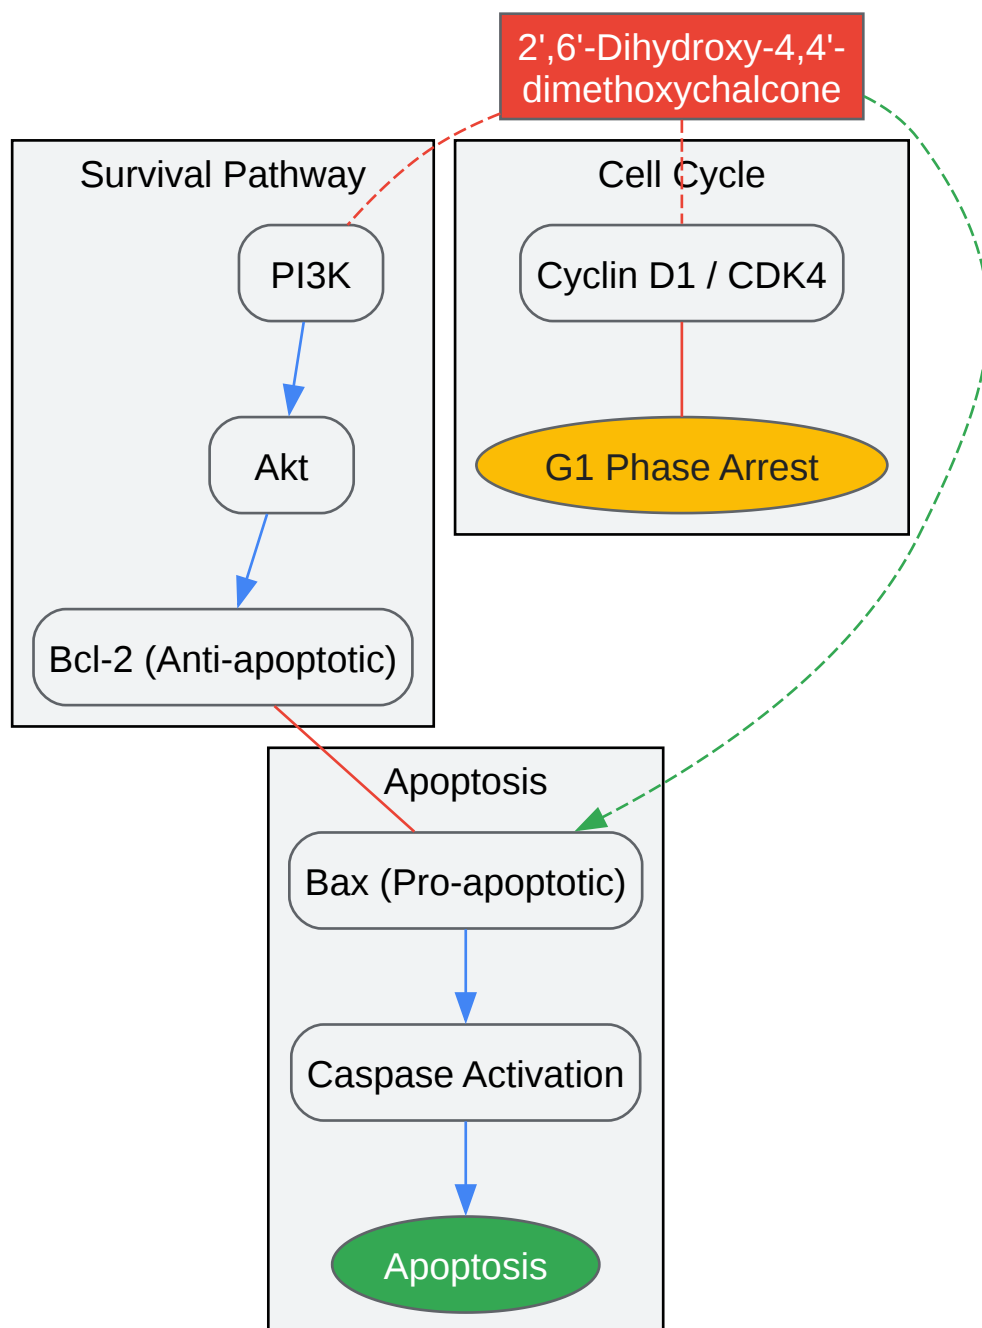 2',6'-Dihydroxy-4,4'-
dimethoxychalcone
Survival Pathway
Cell Cycle
PI3K
Cyclin D1 / CDK4
Akt
G1 Phase Arrest
Bcl-2 (Anti-apoptotic)
Apoptosis
Bax (Pro-apoptotic)
Caspase Activation
Apoptosis